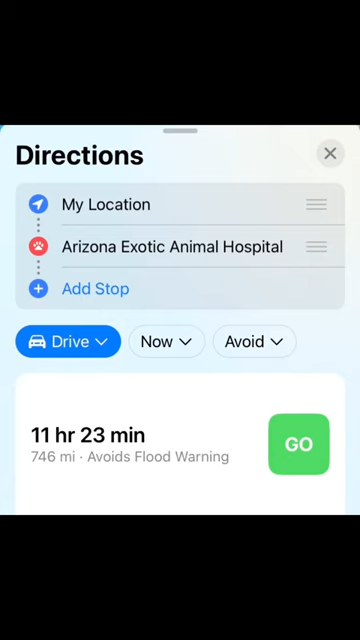 Directions
My Location
Arizona Exotic Animal Hospital
Add Stop
Drive Now Avoid
11 hr 23 min
746 mi · Avoids Flood Warning
GO